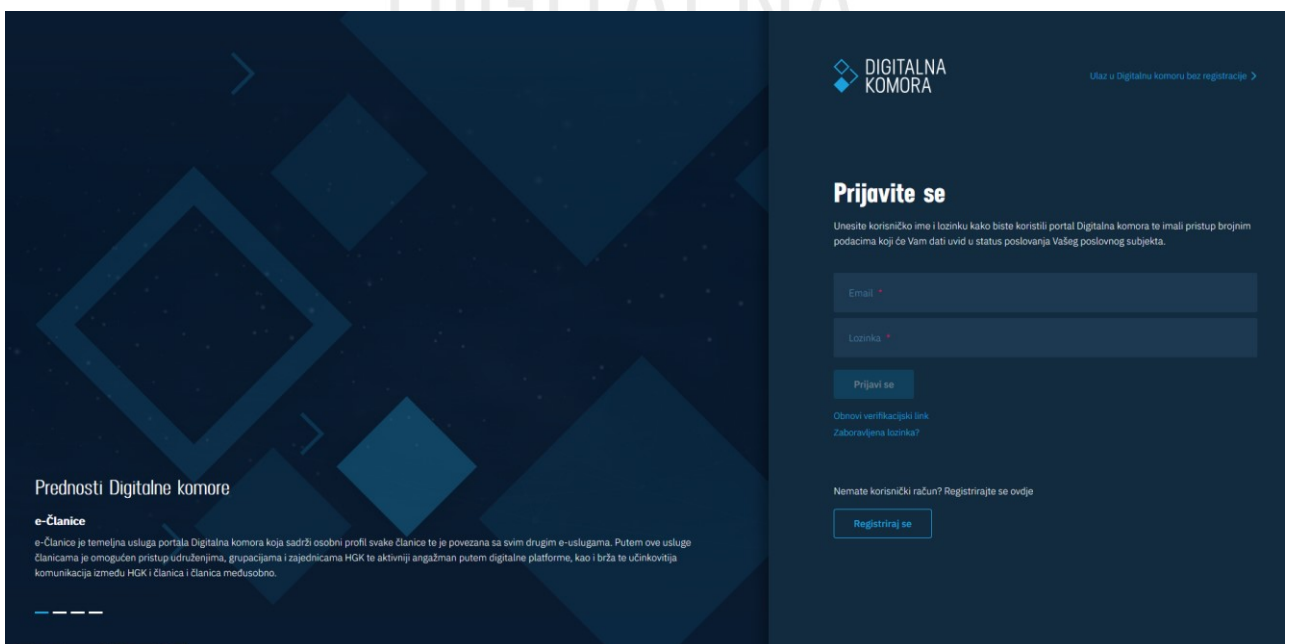 DIGITALNA
DIGITALNA
KOMORA
Ulaz u Digitalnu komoru bez registracije
Prijavite se
Unesite korisničko ime i lozinku kako biste koristili portal Digitalna komora te imali pristup brojnim
podacima koji će Vam dati uvid u status poslovanja Vašeg poslovnog subjekta.
Email *
Lozinka *
Prijavi se
Obnovi verifikacijski link
Zaboravljena lozinka?
Nemate korisnički račun? Registrirajte se ovdje
Registriraj se
Prednosti Digitalne komore
e-Članice
e-Članice je temeljna usluga portala Digitalna komora koja sadrži osobni profil svake članice te je povezana sa svim drugim e-uslugama. Putem ove usluge
članicama je omogućen pristup udruženjima, grupacijama i zajednicama HGK te aktivniji angažman putem digitalne platforme, kao i brža te učinkovitija
komunikacija između HGK i članica i članica međusobno.